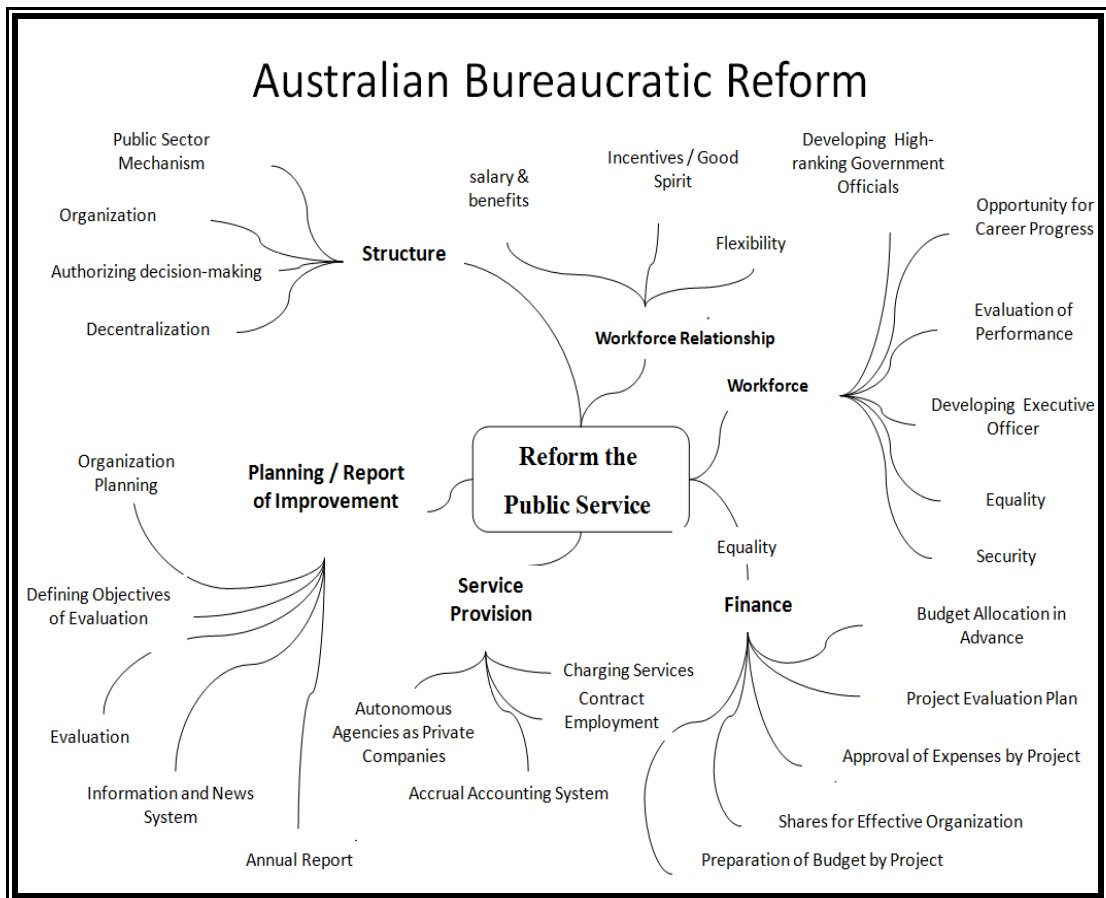 Australian Bureaucratic Reform
Public Sector
Mechanism
Organization
Authorizing decision-making
Decentralization
Structure
salary &
benefits
Incentives / Good
Spirit
Flexibility
Workforce Relationship
Developing High-
ranking Government
Officials
Opportunity for
Career Progress
Evaluation of
Performance
Workforce
Developing Executive
Officer
Equality
Security
Reform the
Public Service
Planning / Report
of Improvement
Organization
Planning
Defining Objectives
of Evaluation
Evaluation
Information and News
System
Annual Report
Service
Provision
Charging Services
Contract
Employment
Autonomous
Agencies as Private
Companies
Accrual Accounting System
Equality
Finance
Budget Allocation in
Advance
Project Evaluation Plan
Approval of Expenses by Project
Shares for Effective Organization
Preparation of Budget by Project